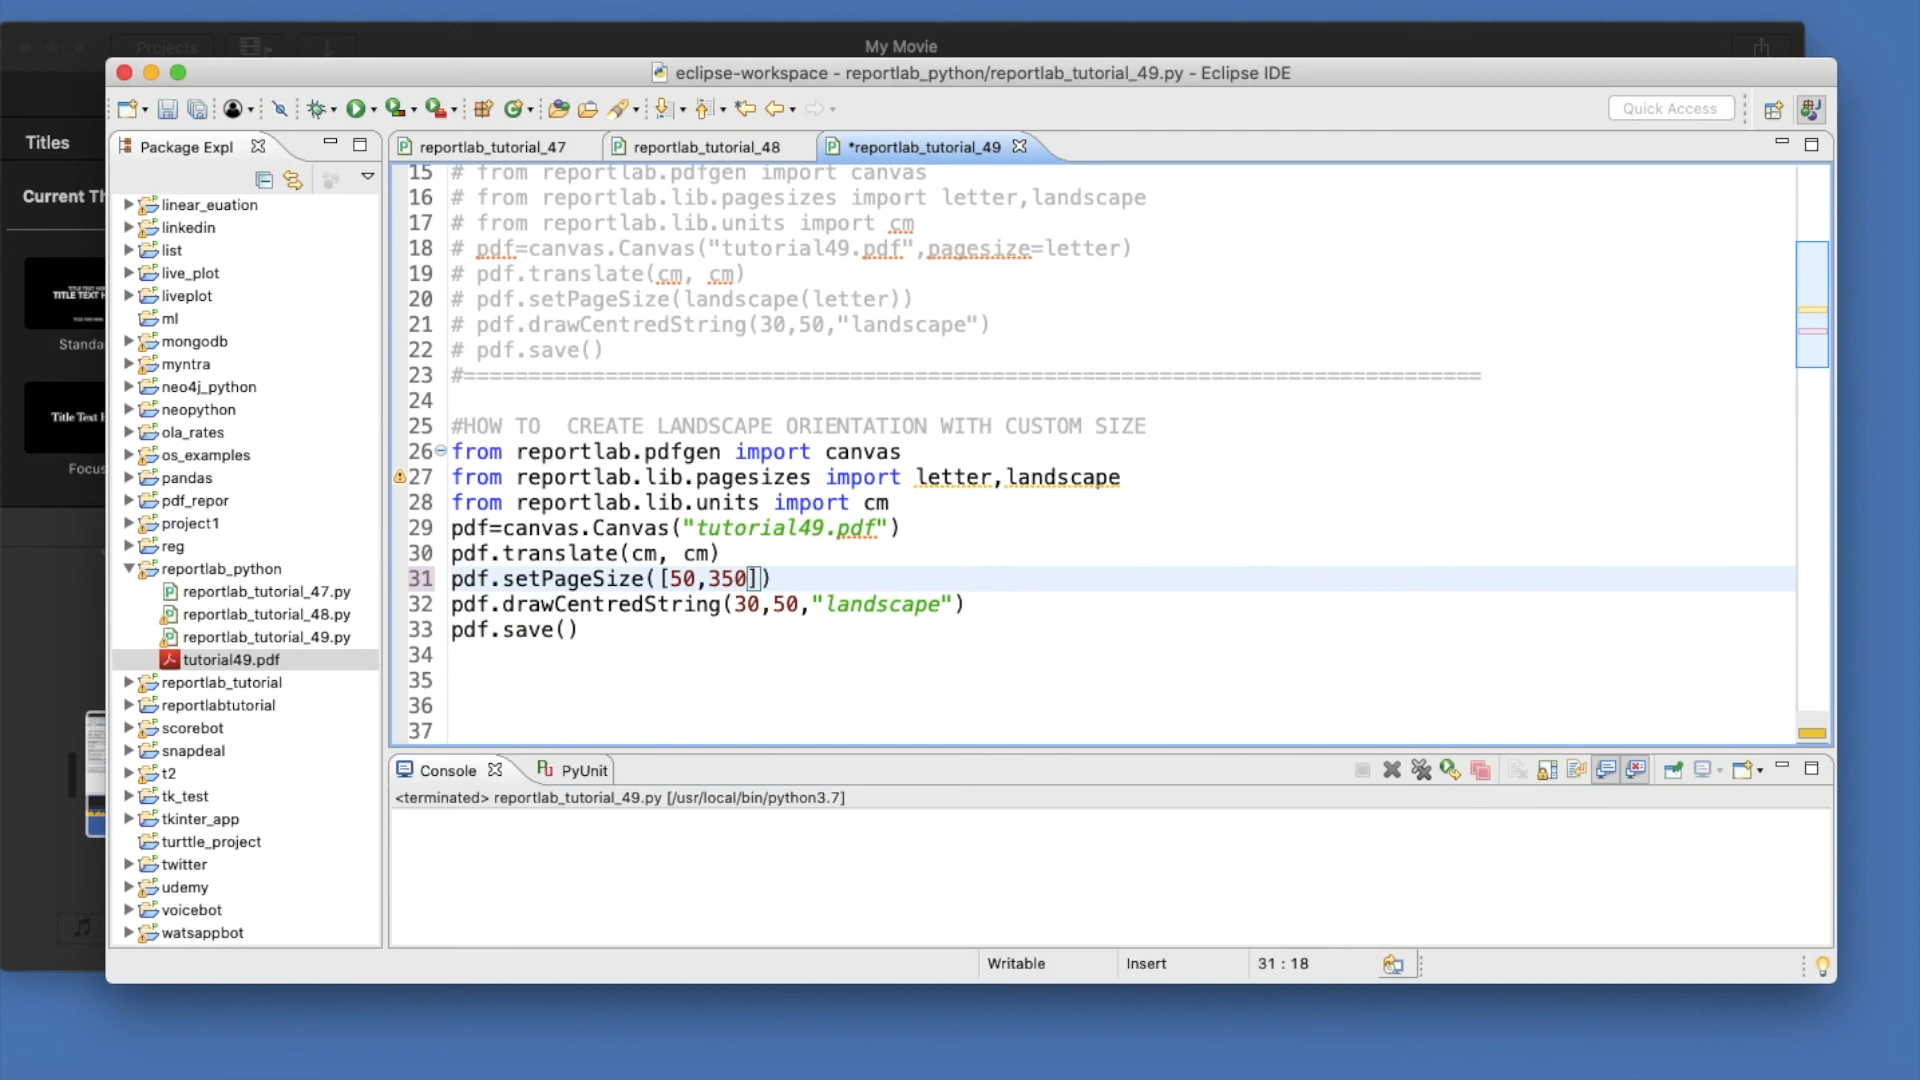 Projects
My Movie
eclipse-workspace - reportlab_python/reportlab_tutorial_49.py - Eclipse IDE
Quick Access
Titles
Current Th
TITLE TEXT H
Standa
Title Text
Focus
Package Expl
linear_euation
linkedin
list
live_plot
liveplot
ml
mongodb
myntra
neo4j_python
neopython
ola_rates
os_examples
pandas
pdf_repor
project1
reg
reportlab_python
reportlab_tutorial_47.py
reportlab_tutorial_48.py
reportlab_tutorial_49.py
tutorial49.pdf
reportlab_tutorial
reportlabtutorial
scorebot
snapdeal
t2
tk_test
tkinter_app
turttle_project
twitter
udemy
voicebot
watsappbot
reportlab_tutorial_47
reportlab_tutorial_48
*reportlab_tutorial_49
15 # from reportlab.pdfgen import canvas
16 # from reportlab.lib.pagesizes import letter,landscape
17 # from reportlab.lib.units import cm
18 # pdf=canvas.Canvas("tutorial49.pdf",pagesize=letter)
19 # pdf.translate(cm, cm)
20 # pdf.setPageSize(landscape(letter))
21 # pdf.drawCentredString(30,50,"landscape")
22 # pdf.save()
23 #===============================================================================
24
25 #HOW TO  CREATE LANDSCAPE ORIENTATION WITH CUSTOM SIZE
26 from reportlab.pdfgen import canvas
27 from reportlab.lib.pagesizes import letter,landscape
28 from reportlab.lib.units import cm
29 pdf=canvas.Canvas("tutorial49.pdf")
30 pdf.translate(cm, cm)
31 pdf.setPageSize([50,350])
32 pdf.drawCentredString(30,50,"landscape")
33 pdf.save()
34
35
36
37
Console
PyUnit
<terminated> reportlab_tutorial_49.py [/usr/local/bin/python3.7]
Writable
Insert
31 : 18